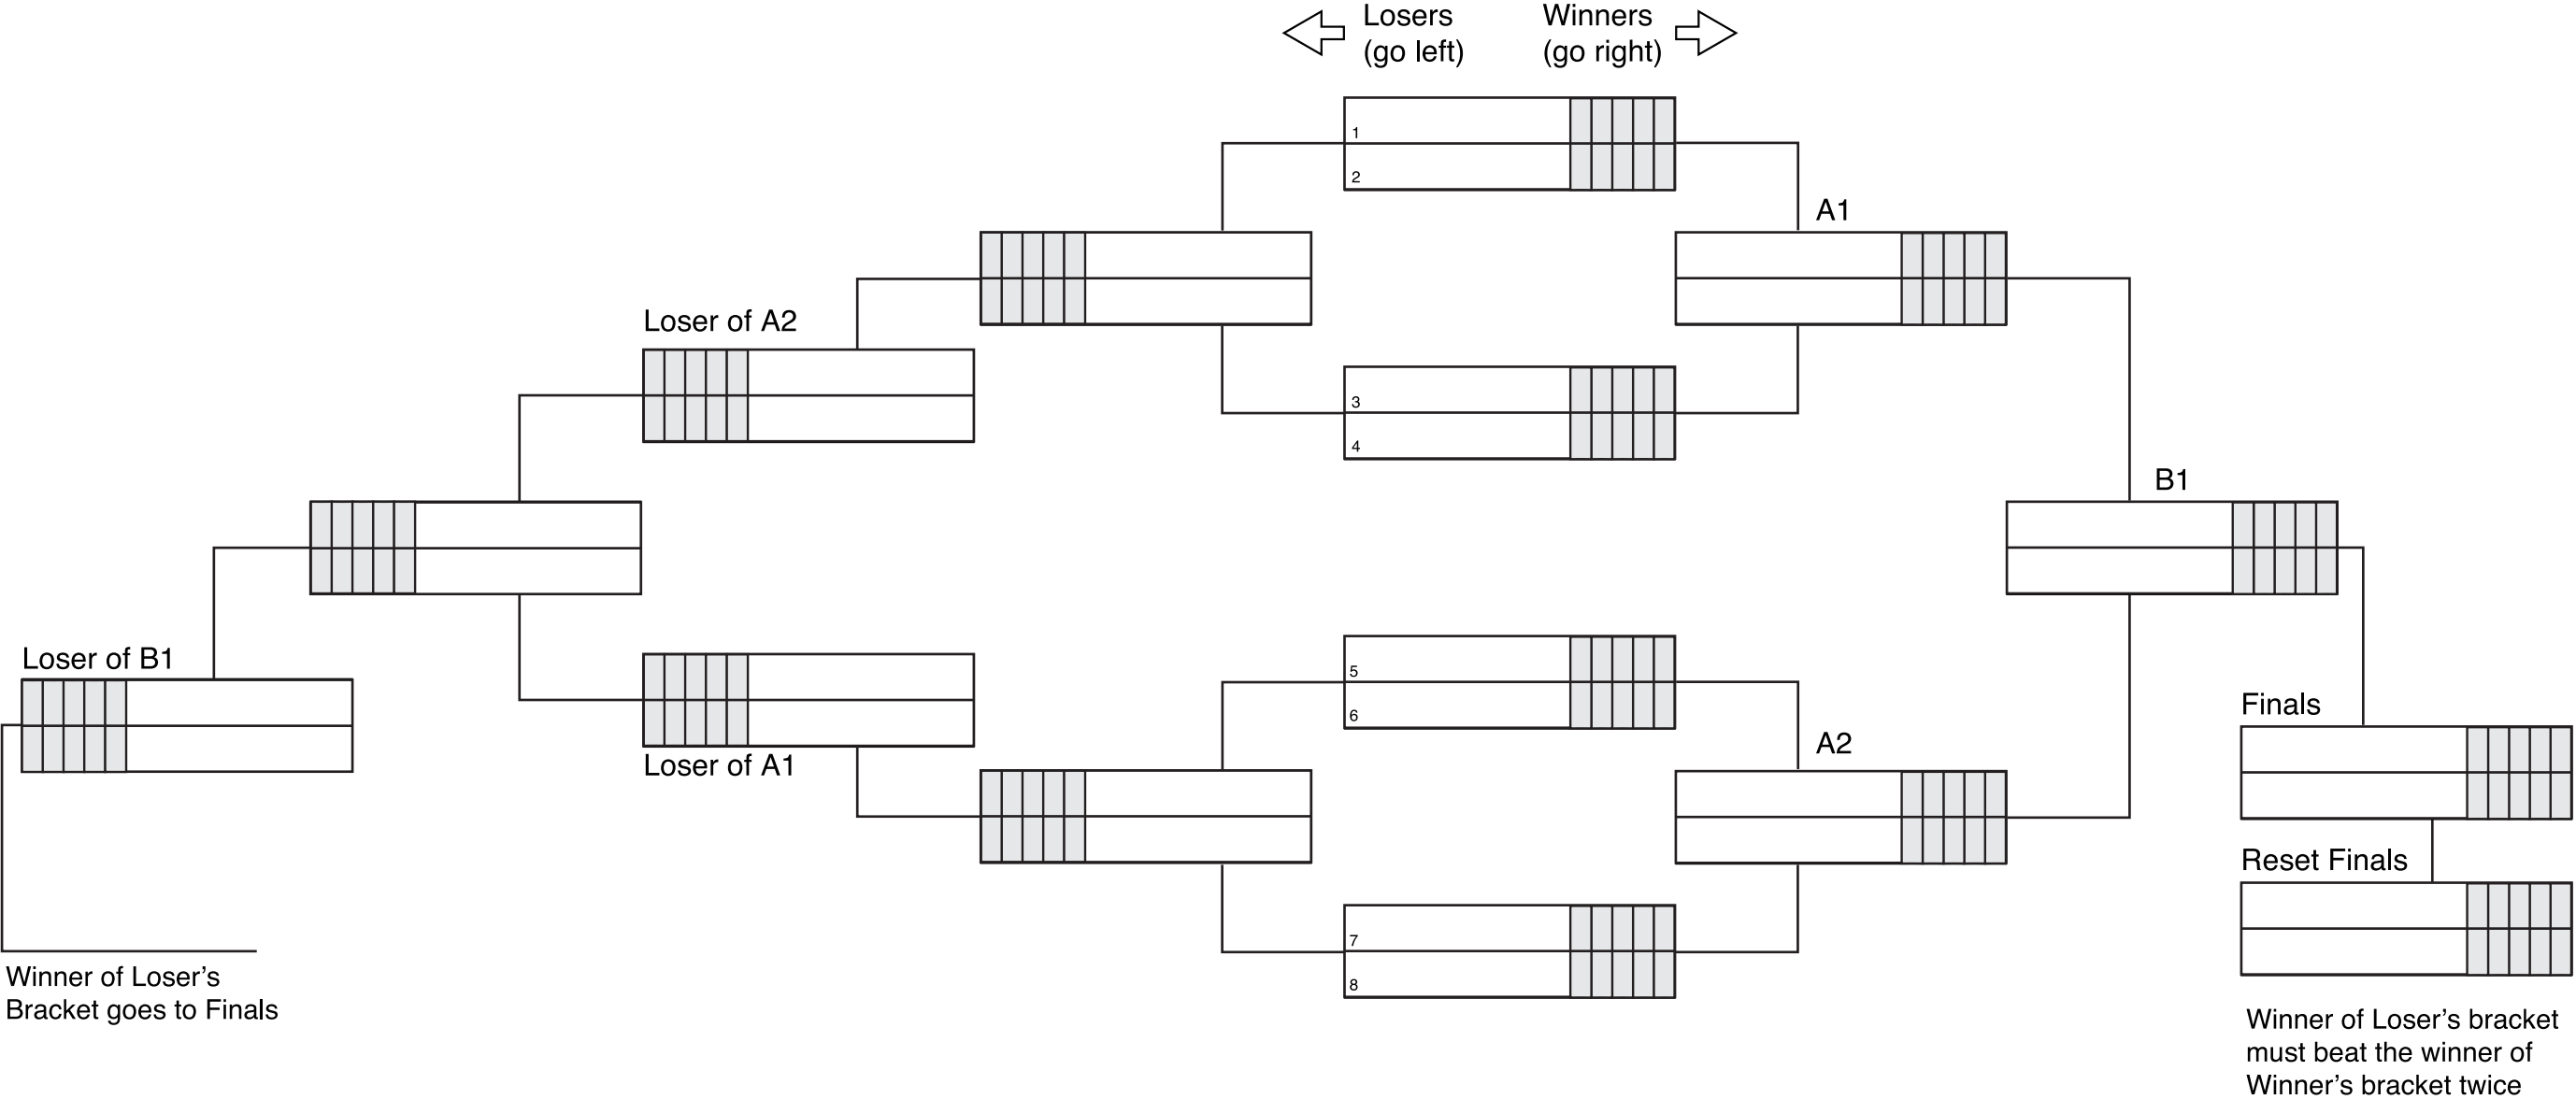 Losers
(go left)
Winners
(go right)
1
2
A1
Loser of A2
3
4
B1
Loser of B1
5
6
Finals
A2
Loser of A1
Reset Finals
7
8
Winner of Loser’s
Bracket goes to Finals
Winner of Loser’s bracket
must beat the winner of
Winner’s bracket twice